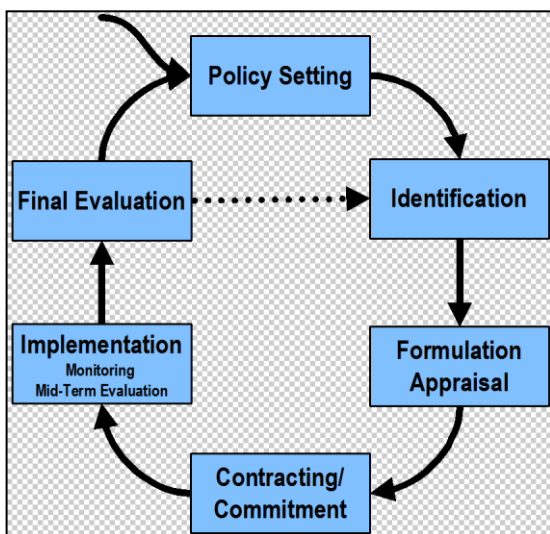 Policy Setting
Final Evaluation
Identification
Implementation
Monitoring
Mid-Term Evaluation
Formulation
Appraisal
Contracting/
Commitment